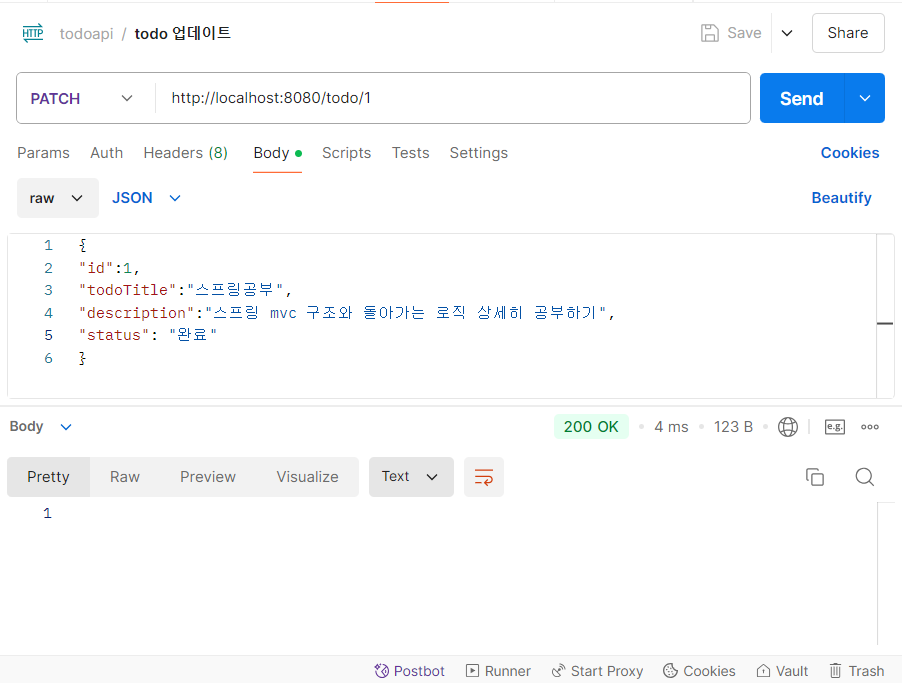 HTTP todoapi / todo 업데이트 Save Share
PATCH http://localhost:8080/todo/1 Send
Params Auth Headers (8) Body Scripts Tests Settings Cookies
raw JSON Beautify
1 {
2 "id":1,
3 "todoTitle":"스프링공부",
4 "description":"스프링 mvc 구조와 돌아가는 로직 상세히 공부하기",
5 "status": "완료"
6 }
Body 200 OK 4 ms 123 B e.g.
Pretty Raw Preview Visualize Text
1
Postbot Runner Start Proxy Cookies Vault Trash